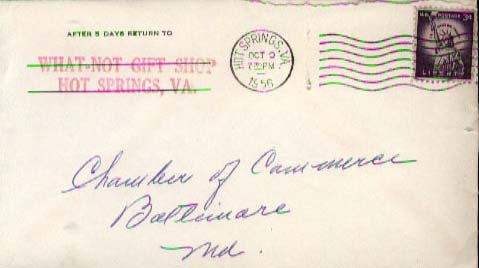 AFTER 5 DAYS RETURN TO
WHAT-NOT GIFT SHOP
HOT SPRINGS, VA.
HOT SPRINGS, VA.
OCT 9
PM
1956
U.S. POSTAGE 3¢
LIBERTY
Chamber of Commerce
Baltimore
Md.